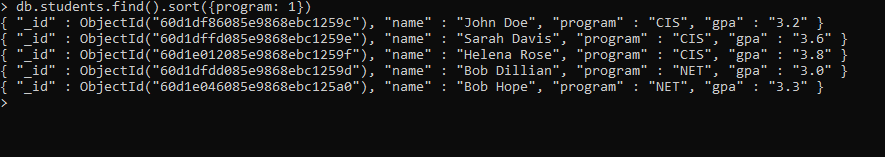 > db.students.find().sort({program: 1})
{ "_id" : ObjectId("60d1df86085e9868ebc1259c"), "name" : "John Doe", "program" : "CIS", "gpa" : "3.2" }
{ "_id" : ObjectId("60d1dffd085e9868ebc1259e"), "name" : "Sarah Davis", "program" : "CIS", "gpa" : "3.6" }
{ "_id" : ObjectId("60d1e012085e9868ebc1259f"), "name" : "Helena Rose", "program" : "CIS", "gpa" : "3.8" }
{ "_id" : ObjectId("60d1dfdd085e9868ebc1259d"), "name" : "Bob Dillian", "program" : "NET", "gpa" : "3.0" }
{ "_id" : ObjectId("60d1e046085e9868ebc125a0"), "name" : "Bob Hope", "program" : "NET", "gpa" : "3.3" }
>